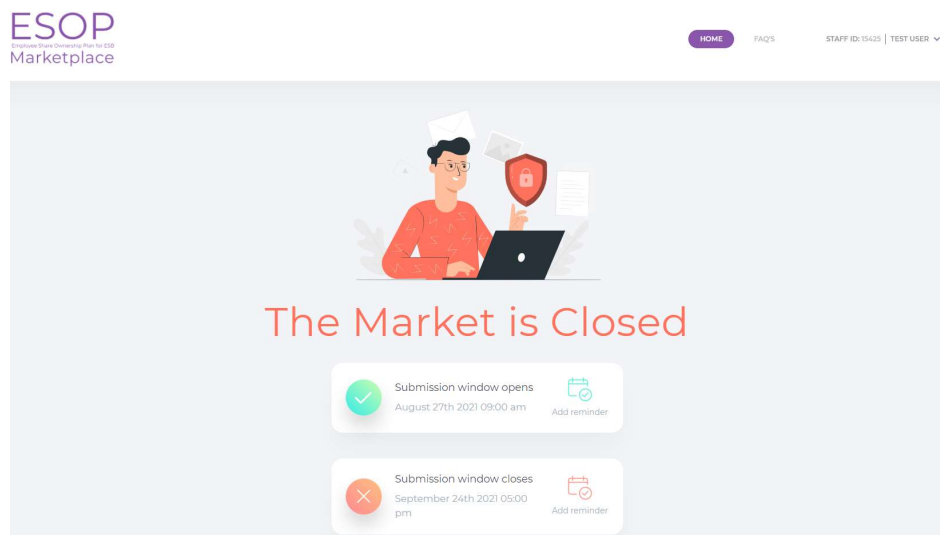 ESOP
Employee Share Ownership Plan for ESB
Marketplace
HOME
FAQ'S
STAFF ID: 15425 | TEST USER
The Market is Closed
Submission window opens
August 27th 2021 09:00 am
Add reminder
Submission window closes
September 24th 2021 05:00
pm
Add reminder